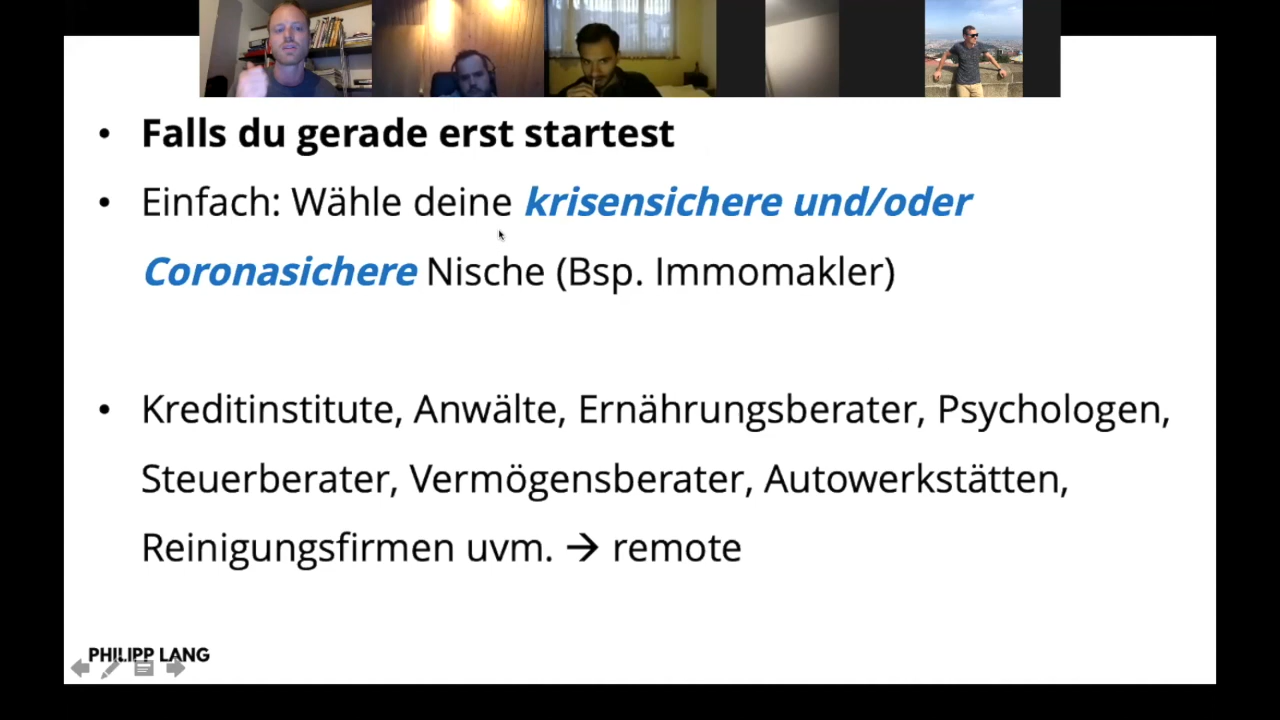 • Falls du gerade erst startest
• Einfach: Wähle deine krisensichere und/oder
Coronasichere Nische (Bsp. Immomakler)
• Kreditinstitute, Anwälte, Ernährungsberater, Psychologen,
Steuerberater, Vermögensberater, Autowerkstätten,
Reinigungsfirmen uvm. → remote
PHILIPP LANG